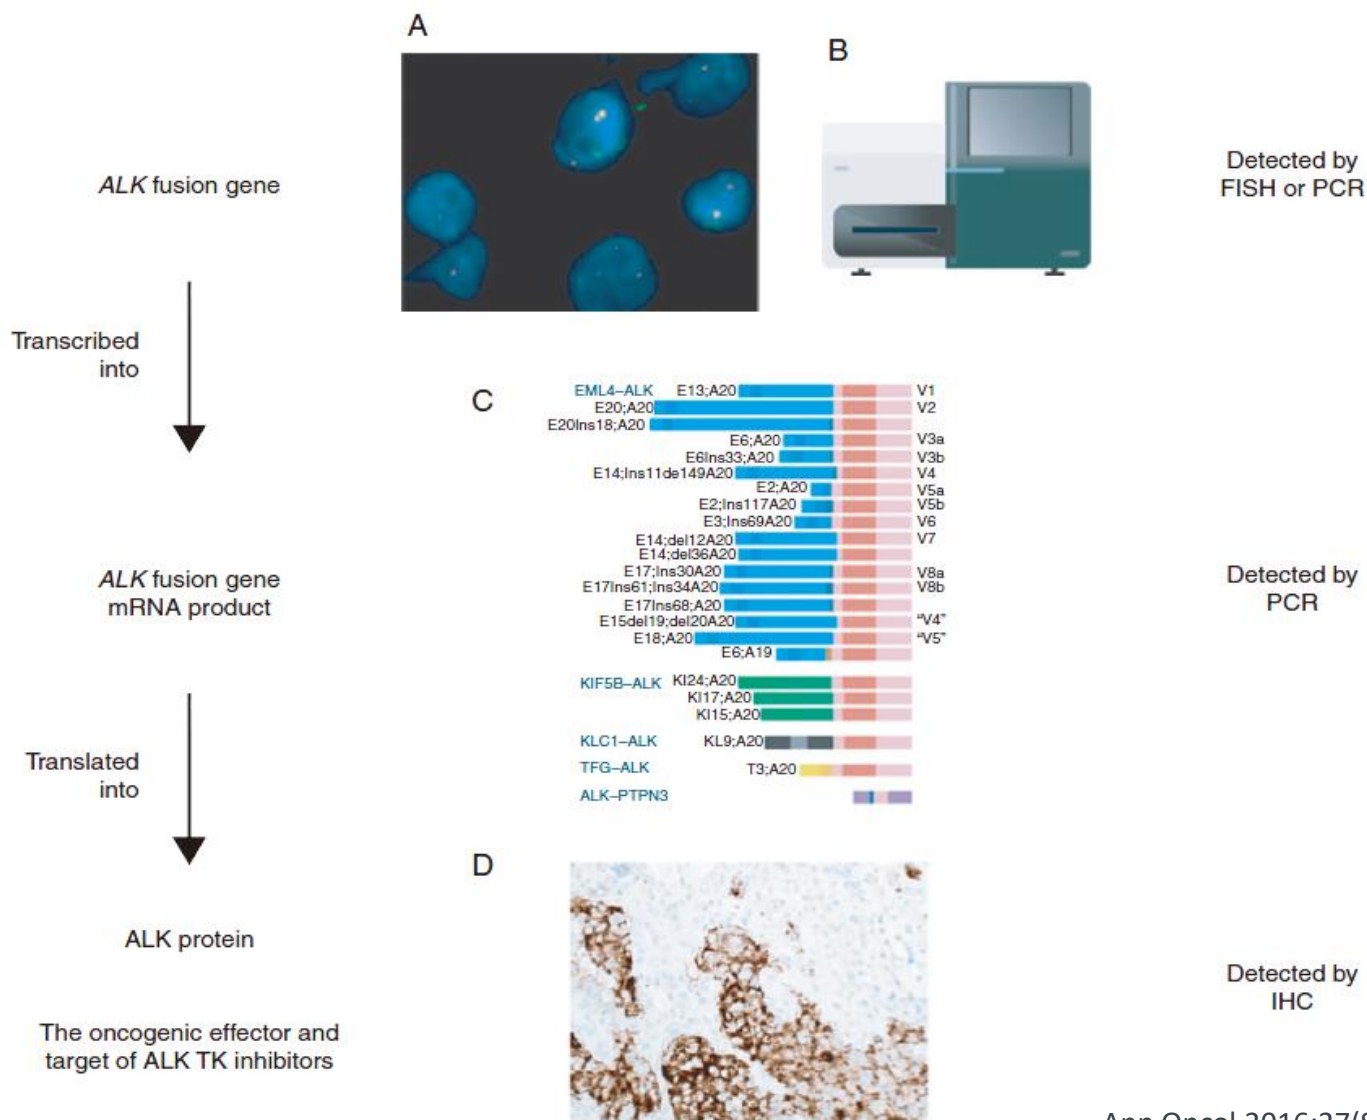 A
B
ALK fusion gene
Detected by
FISH or PCR
Transcribed
into
C
EML4–ALK E13;A20 V1
E20;A20 V2
E20Ins18;A20
E6;A20 V3a
E6Ins33;A20 V3b
E14;Ins11de149A20 V4
E2;A20 V5a
E2;Ins117A20 V5b
E3;Ins69A20 V6
E14;del12A20 V7
E14;del36A20
E17;Ins30A20 V8a
E17Ins61;Ins34A20 V8b
E17Ins68;A20
E15del19;del20A20 “V4”
E18;A20 “V5”
E6;A19
KIF5B–ALK KI24;A20
KI17;A20
KI15;A20
KLC1–ALK KL9;A20
TFG–ALK T3;A20
ALK–PTPN3
ALK fusion gene
mRNA product
Detected by
PCR
Translated
into
D
ALK protein
Detected by
IHC
The oncogenic effector and
target of ALK TK inhibitors